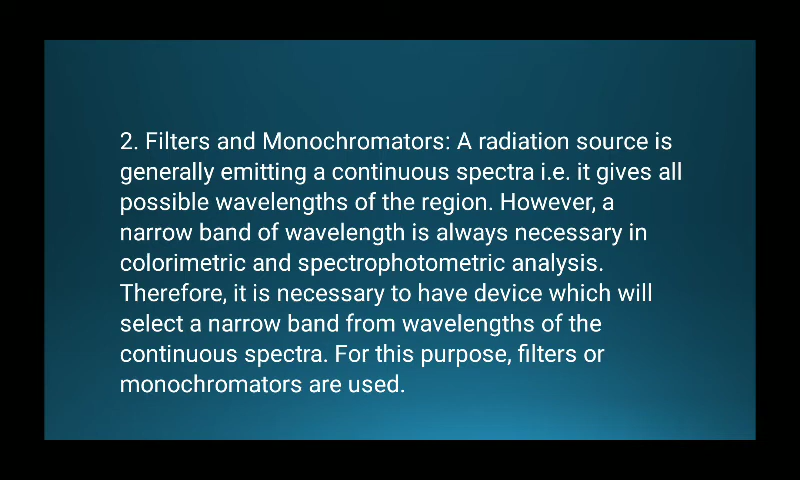 2. Filters and Monochromators: A radiation source is
generally emitting a continuous spectra i.e. it gives all
possible wavelengths of the region. However, a
narrow band of wavelength is always necessary in
colorimetric and spectrophotometric analysis.
Therefore, it is necessary to have device which will
select a narrow band from wavelengths of the
continuous spectra. For this purpose, filters or
monochromators are used.